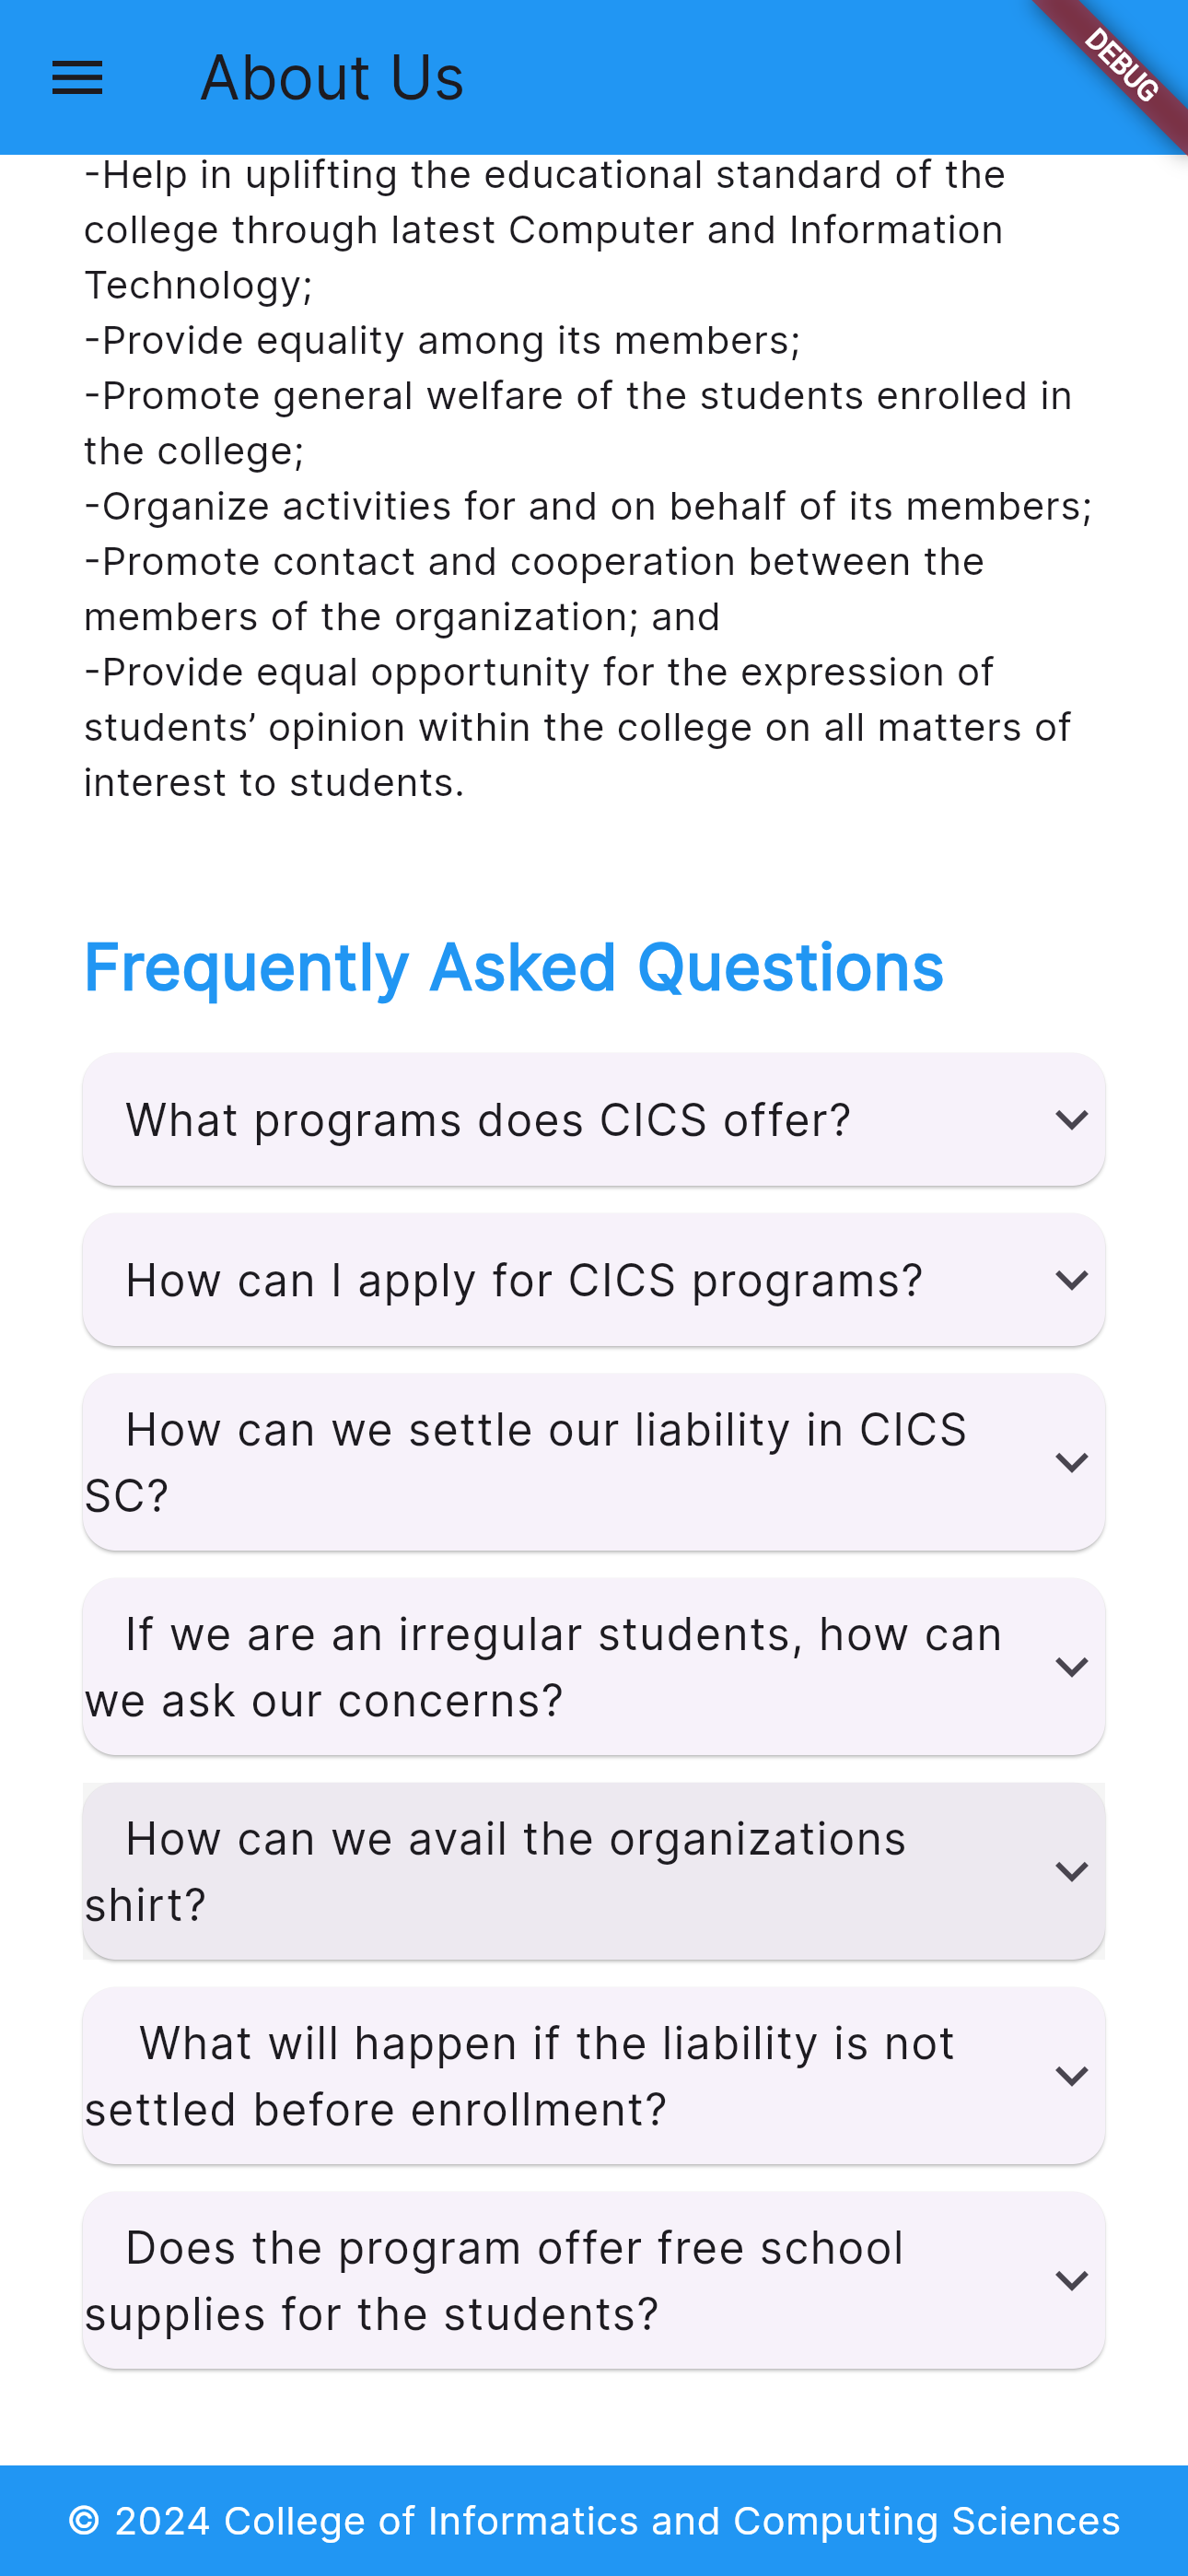 About Us
DEBUG
-Help in uplifting the educational standard of the
college through latest Computer and Information
Technology;
-Provide equality among its members;
-Promote general welfare of the students enrolled in
the college;
-Organize activities for and on behalf of its members;
-Promote contact and cooperation between the
members of the organization; and
-Provide equal opportunity for the expression of
students’ opinion within the college on all matters of
interest to students.
Frequently Asked Questions
What programs does CICS offer?
How can I apply for CICS programs?
How can we settle our liability in CICS
SC?
If we are an irregular students, how can
we ask our concerns?
How can we avail the organizations
shirt?
What will happen if the liability is not
settled before enrollment?
Does the program offer free school
supplies for the students?
© 2024 College of Informatics and Computing Sciences